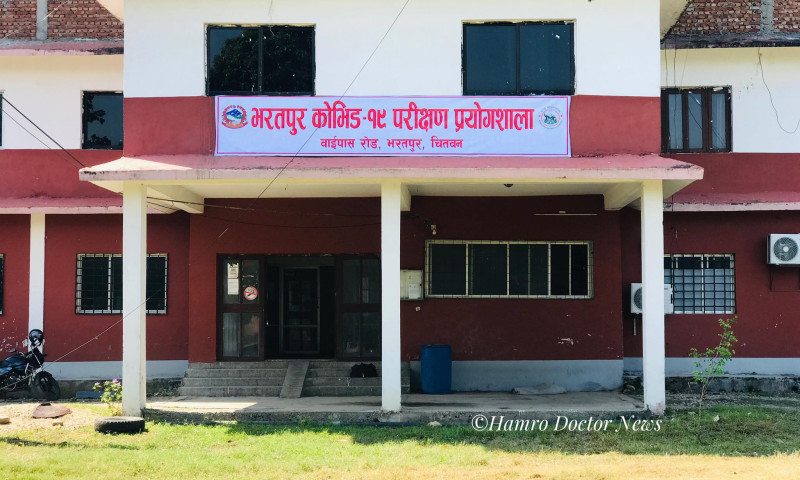 भरतपुर कोभिड-१९ परीक्षण प्रयोगशाला
वाईपास रोड, भरतपुर, चितवन
©Hamro Doctor News